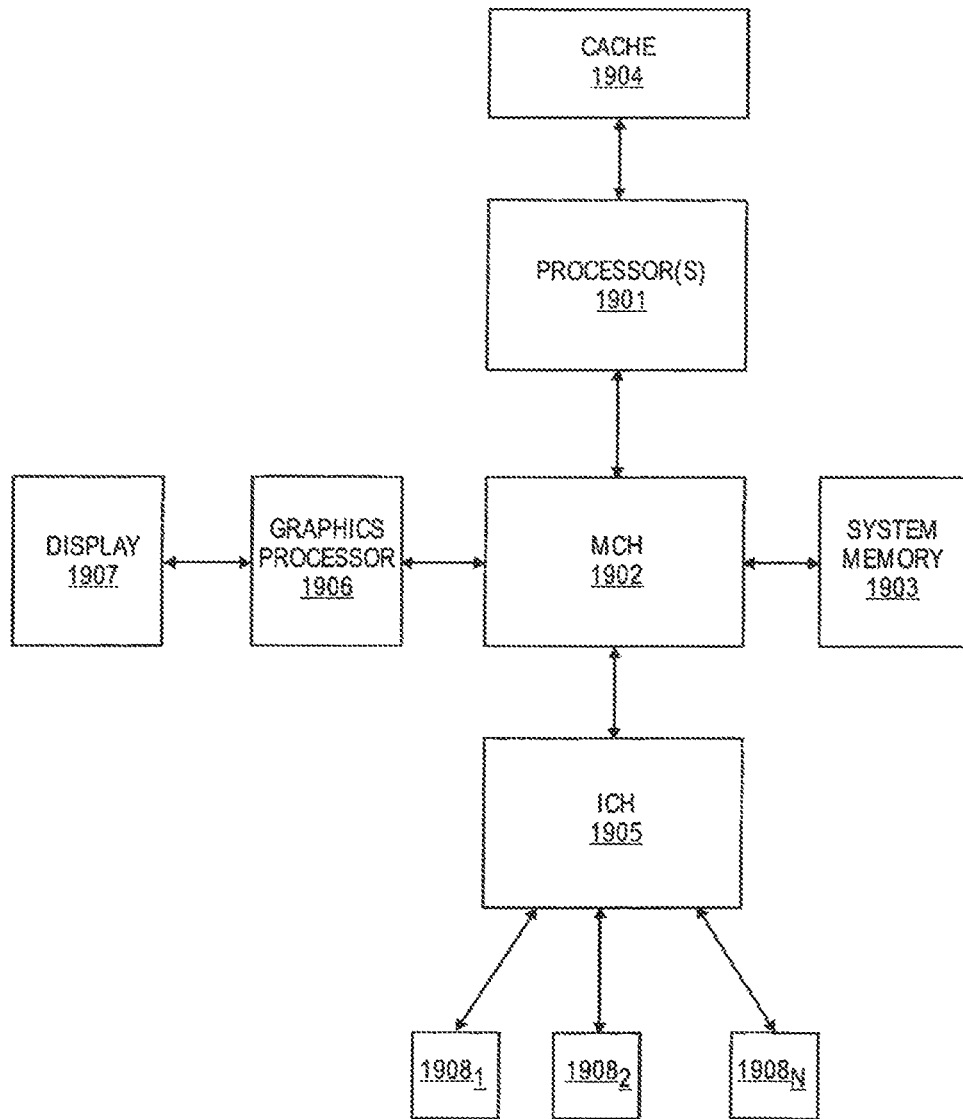 CACHE
1904
PROCESSOR(S)
1901
DISPLAY
1907
GRAPHICS
PROCESSOR
1906
MCH
1902
SYSTEM
MEMORY
1903
ICH
1905
1908₁
1908₂
1908N